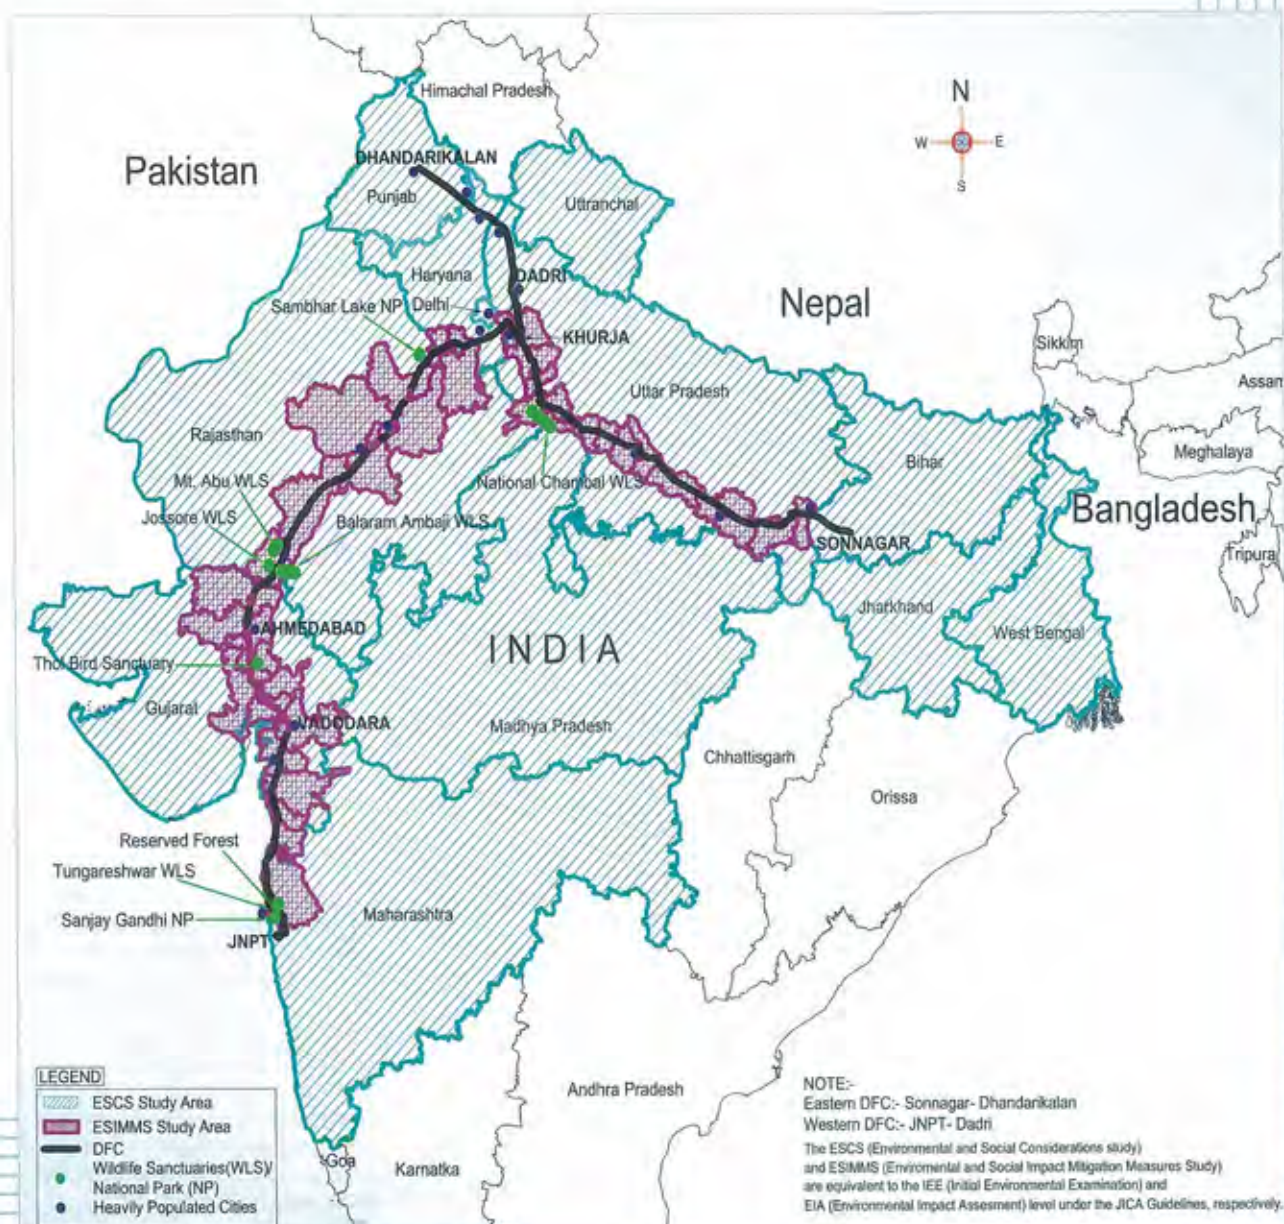 Himachal Pradesh
N
W
E
S
DHANDARIKALAN
Pakistan
Punjab
Uttranchal
Haryana
DADRI
Nepal
Sambhar Lake NP
Delhi
KHURJA
Sikkim
Assam
Uttar Pradesh
Rajasthan
Bihar
Meghalaya
Mt. Abu WLS
National Chambal WLS
Bangladesh
Jossore WLS
Balaram Ambaji WLS
SONNAGAR
Tripura
Jharkhand
AHMEDABAD
West Bengal
INDIA
Thol Bird Sanctuary
Gujarat
VADODARA
Madhya Pradesh
Chhattisgarh
Orissa
Reserved Forest
Tungareshwar WLS
Sanjay Gandhi NP
Maharashtra
JNPT
LEGEND
ESCS Study Area
ESIMMS Study Area
DFC
Wildlife Sanctuaries(WLS)/
National Park (NP)
Heavily Populated Cities
Goa
Karnatka
Andhra Pradesh
NOTE:-
Eastern DFC:- Sonnagar- Dhandarikalan
Western DFC:- JNPT- Dadri
The ESCS (Environmental and Social Considerations study)
and ESIMMS (Enviromental and Social Impact Mitigation Measures Study)
are equivalent to the IEE (Initial Environmental Examination) and
EIA (Environmental Impact Assesment) level under the JICA Guidelines, respectively.